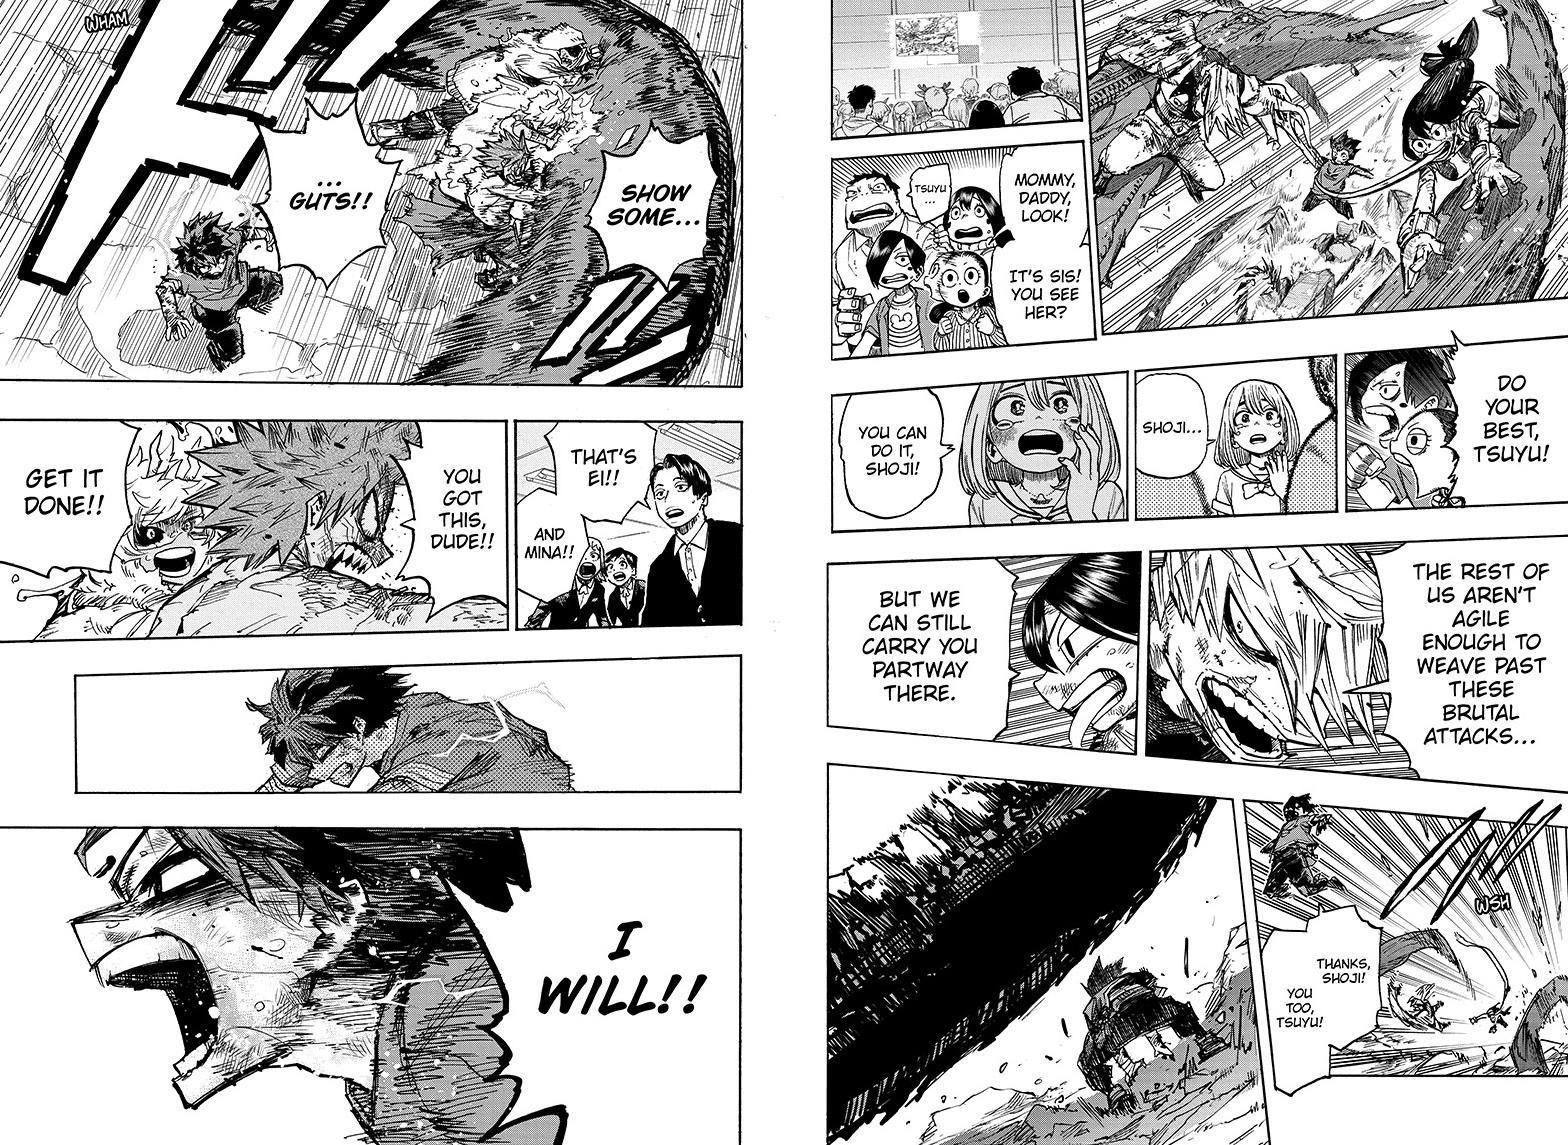 MOMMY,
DADDY,
LOOK!
IT'S SIS!
YOU SEE
HER?
TSUYU
...
DO
YOUR
BEST,
TSUYU!
SHOJI...
YOU CAN
DO IT,
SHOJI!
THE REST OF
US AREN'T
AGILE
ENOUGH TO
WEAVE PAST
THESE
BRUTAL
ATTACKS...
BUT WE
CAN STILL
CARRY YOU
PARTWAY
THERE.
WSH
THANKS,
SHOJI!
YOU
TOO,
TSUYU!
SHOW
SOME...
...
GUTS!!
WHAM
THAT'S
EI!!
AND
MINA!!
YOU
GOT
THIS,
DUDE!!
GET IT
DONE!!
I
WILL!!